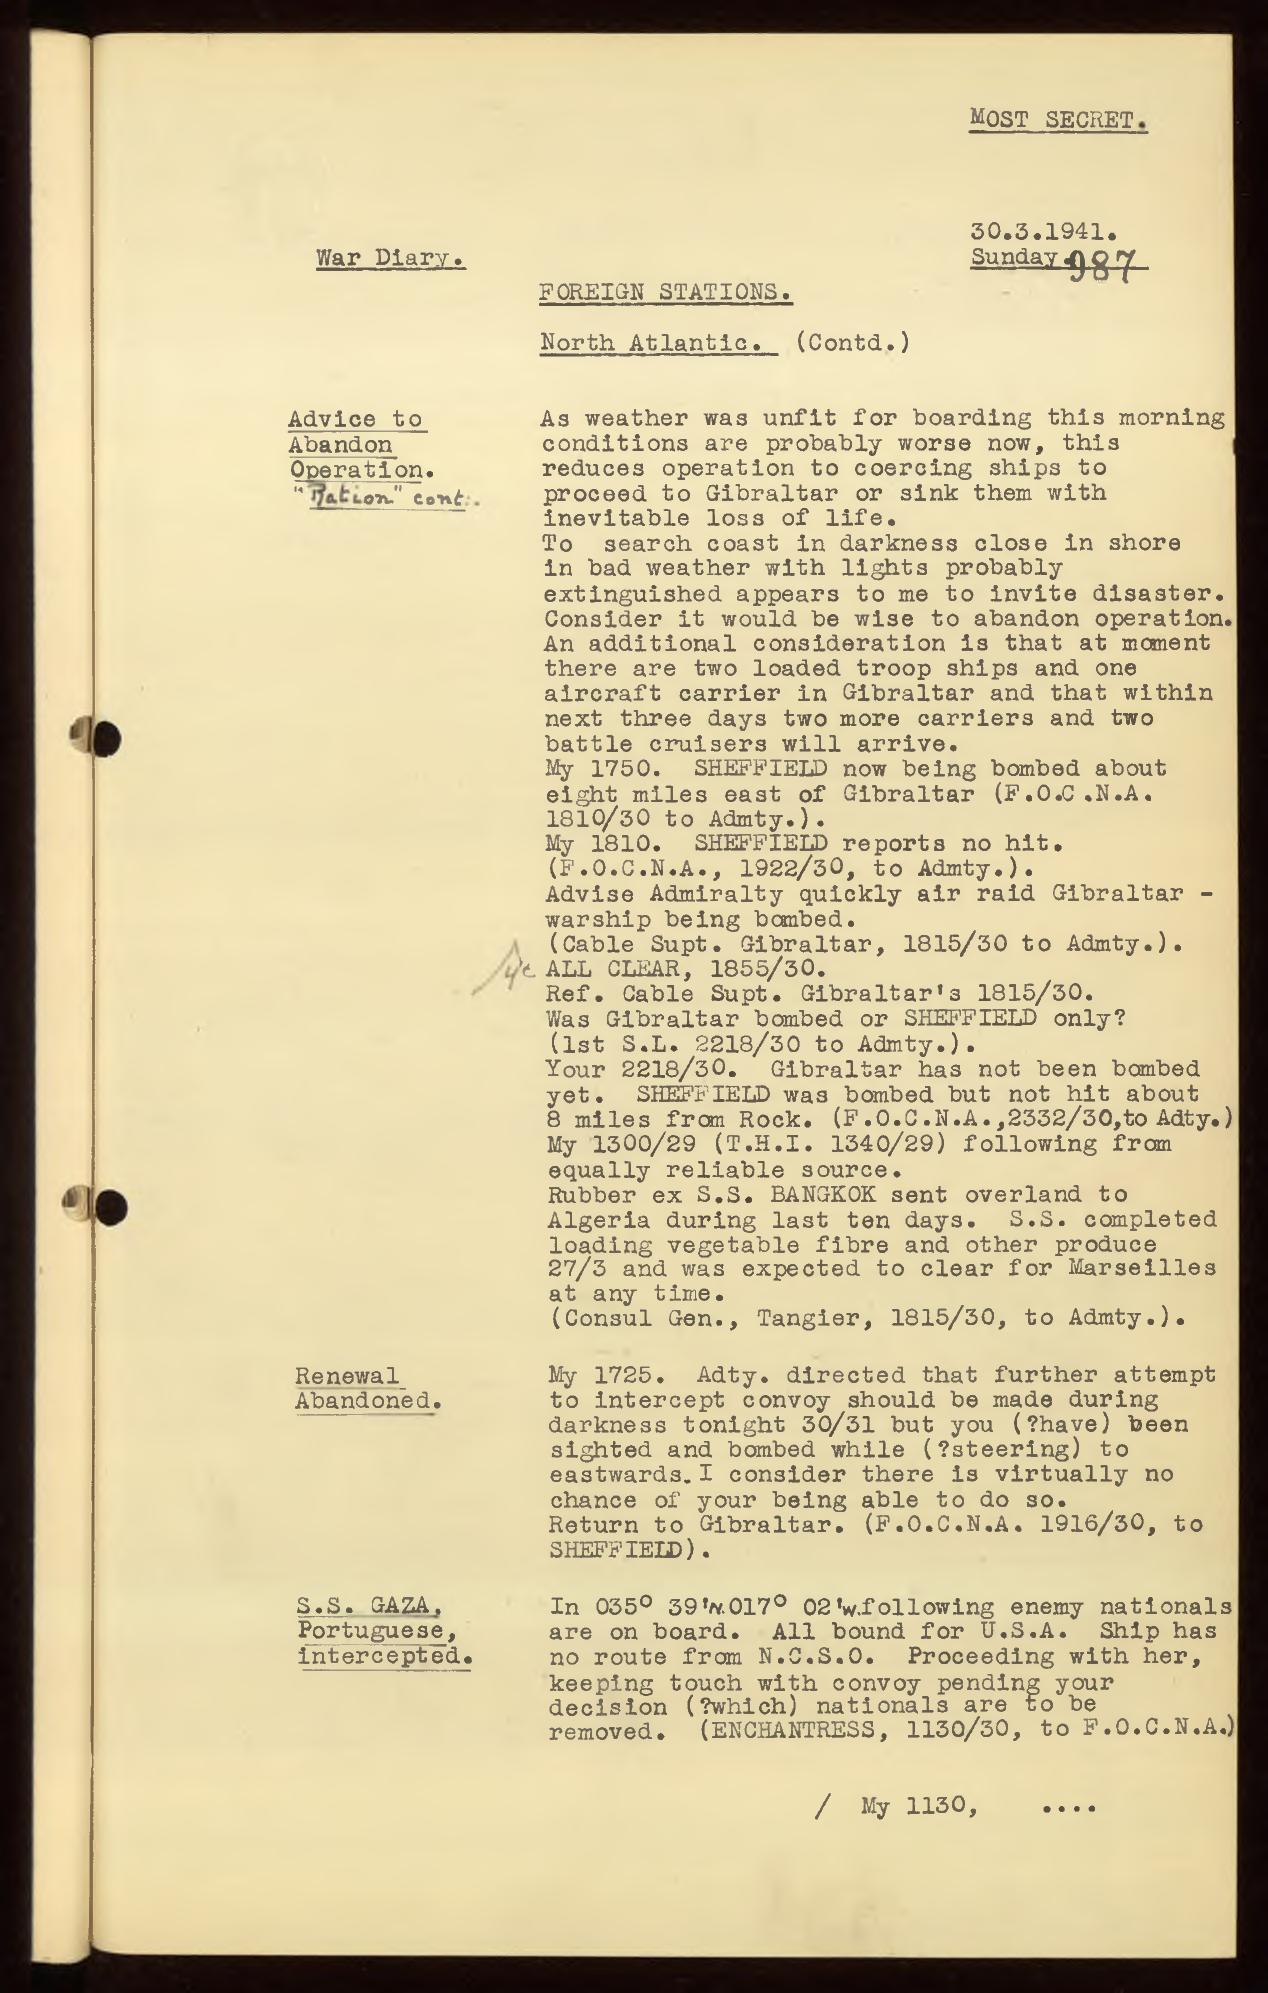 MOST SECRET.
30.3.1941.
War Diary.
Sunday. 987
FOREIGN STATIONS.
North Atlantic. (Contd.)
Advice to
Abandon
Operation.
"Ration" cont.
As weather was unfit for boarding this morning
conditions are probably worse now, this
reduces operation to coercing ships to
proceed to Gibraltar or sink them with
inevitable loss of life.
To search coast in darkness close in shore
in bad weather with lights probably
extinguished appears to me to invite disaster.
Consider it would be wise to abandon operation.
An additional consideration is that at moment
there are two loaded troop ships and one
aircraft carrier in Gibraltar and that within
next three days two more carriers and two
battle cruisers will arrive.
My 1750. SHEFFIELD now being bombed about
eight miles east of Gibraltar (F.O.C.N.A.
1810/30 to Admty.).
My 1810. SHEFFIELD reports no hit.
(F.O.C.N.A., 1922/30, to Admty.).
Advise Admiralty quickly air raid Gibraltar -
warship being bombed.
(Cable Supt. Gibraltar, 1815/30 to Admty.).
ALL CLEAR, 1855/30.
Ref. Cable Supt. Gibraltar's 1815/30.
Was Gibraltar bombed or SHEFFIELD only?
(1st S.L. 2218/30 to Admty.).
Your 2218/30. Gibraltar has not been bombed
yet. SHEFFIELD was bombed but not hit about
8 miles from Rock. (F.O.C.N.A.,2332/30,to Adty.)
My 1300/29 (T.H.I. 1340/29) following from
equally reliable source.
Rubber ex S.S. BANGKOK sent overland to
Algeria during last ten days. S.S. completed
loading vegetable fibre and other produce
27/3 and was expected to clear for Marseilles
at any time.
(Consul Gen., Tangier, 1815/30, to Admty.).
Renewal
Abandoned.
My 1725. Adty. directed that further attempt
to intercept convoy should be made during
darkness tonight 30/31 but you (?have) been
sighted and bombed while (?steering) to
eastwards. I consider there is virtually no
chance of your being able to do so.
Return to Gibraltar. (F.O.C.N.A. 1916/30, to
SHEFFIELD).
S.S. GAZA,
Portuguese,
intercepted.
In 035° 39'N.017° 02'W.following enemy nationals
are on board. All bound for U.S.A. Ship has
no route from N.C.S.O. Proceeding with her,
keeping touch with convoy pending your
decision (?which) nationals are to be
removed. (ENCHANTRESS, 1130/30, to F.O.C.N.A.)
/ My 1130, ....